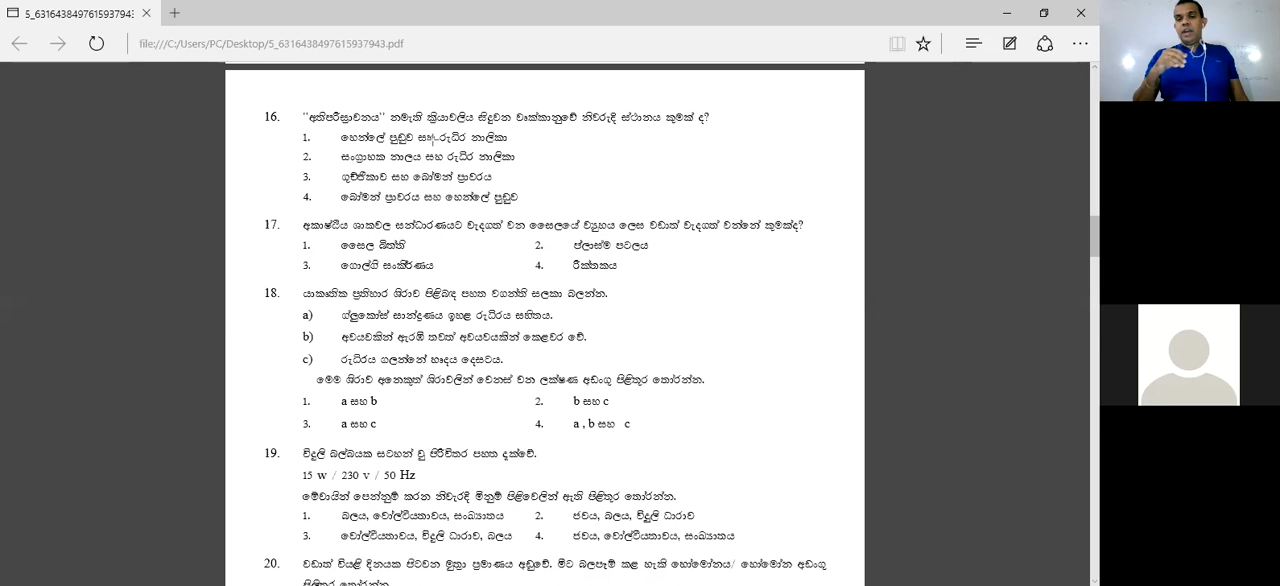 5_6316438497615937943
file:///C:/Users/PC/Desktop/5_6316438497615937943.pdf
16. "අතිපරිස්‍රාවනය" නමැති ක්‍රියාවලිය සිදුවන වෘක්කානුවේ නිවරුදි ස්ථානය කුමක් ද?
1. හෙන්ලේ පුඩුව සහ රුධිර නාලිකා
2. සංග්‍රාහක නාලය සහ රුධිර නාලිකා
3. ගුච්ඡිකාව සහ බෝමන් ප්‍රාවරය
4. බෝමන් ප්‍රාවරය සහ හෙන්ලේ පුඩුව
17. අකාෂ්ඨිය ශාකවල සන්ධාරණයට වැදගත් වන සෛලයේ ව්‍යුහය ලෙස වඩාත් වැදගත් වන්නේ කුමක්ද?
1. සෛල බිත්ති 2. ප්ලාස්ම පටලය
3. ගොල්ගි සංකීර්ණය 4. රික්තකය
18. යාකෘතික ප්‍රතිහාර ශිරාව පිළිබඳ පහත වගන්ති සලකා බලන්න.
a) ග්ලුකෝස් සාන්ද්‍රණය ඉහළ රුධිරය සහිතය.
b) අවයවකින් ඇරඹී තවත් අවයවයකින් කෙළවර වේ.
c) රුධිරය ගලන්නේ හෘදය දෙසටය.
මෙම ශිරාව අනෙකුත් ශිරාවලින් වෙනස් වන ලක්ෂණ අඩංගු පිළිතුර තෝරන්න.
1. a සහ b 2. b සහ c
3. a සහ c 4. a , b සහ c
19. විදුලි බල්බයක සටහන් වු පිරිවිතර පහත දැක්වේ.
15 w / 230 v / 50 Hz
මේවායින් පෙන්නුම් කරන නිවැරදි මිනුම් පිළිවෙලින් ඇති පිළිතුර තෝරන්න.
1. බලය, වෝල්ටීයතාවය, සංඛ්‍යාතය 2. ජවය, බලය, විදුලි ධාරාව
3. වෝල්ටීයතාවය, විදුලි ධාරාව, බලය 4. ජවය, වෝල්ටීයතාවය, සංඛ්‍යාතය
20. වඩාත් වියළි දිනයක පිටවන මුත්‍රා ප්‍රමාණය අඩුවේ. මීට බලපෑම් කළ හැකි හෝමෝනය/ හෝමෝන අඩංගු
පිළිතුර තෝරන්න.